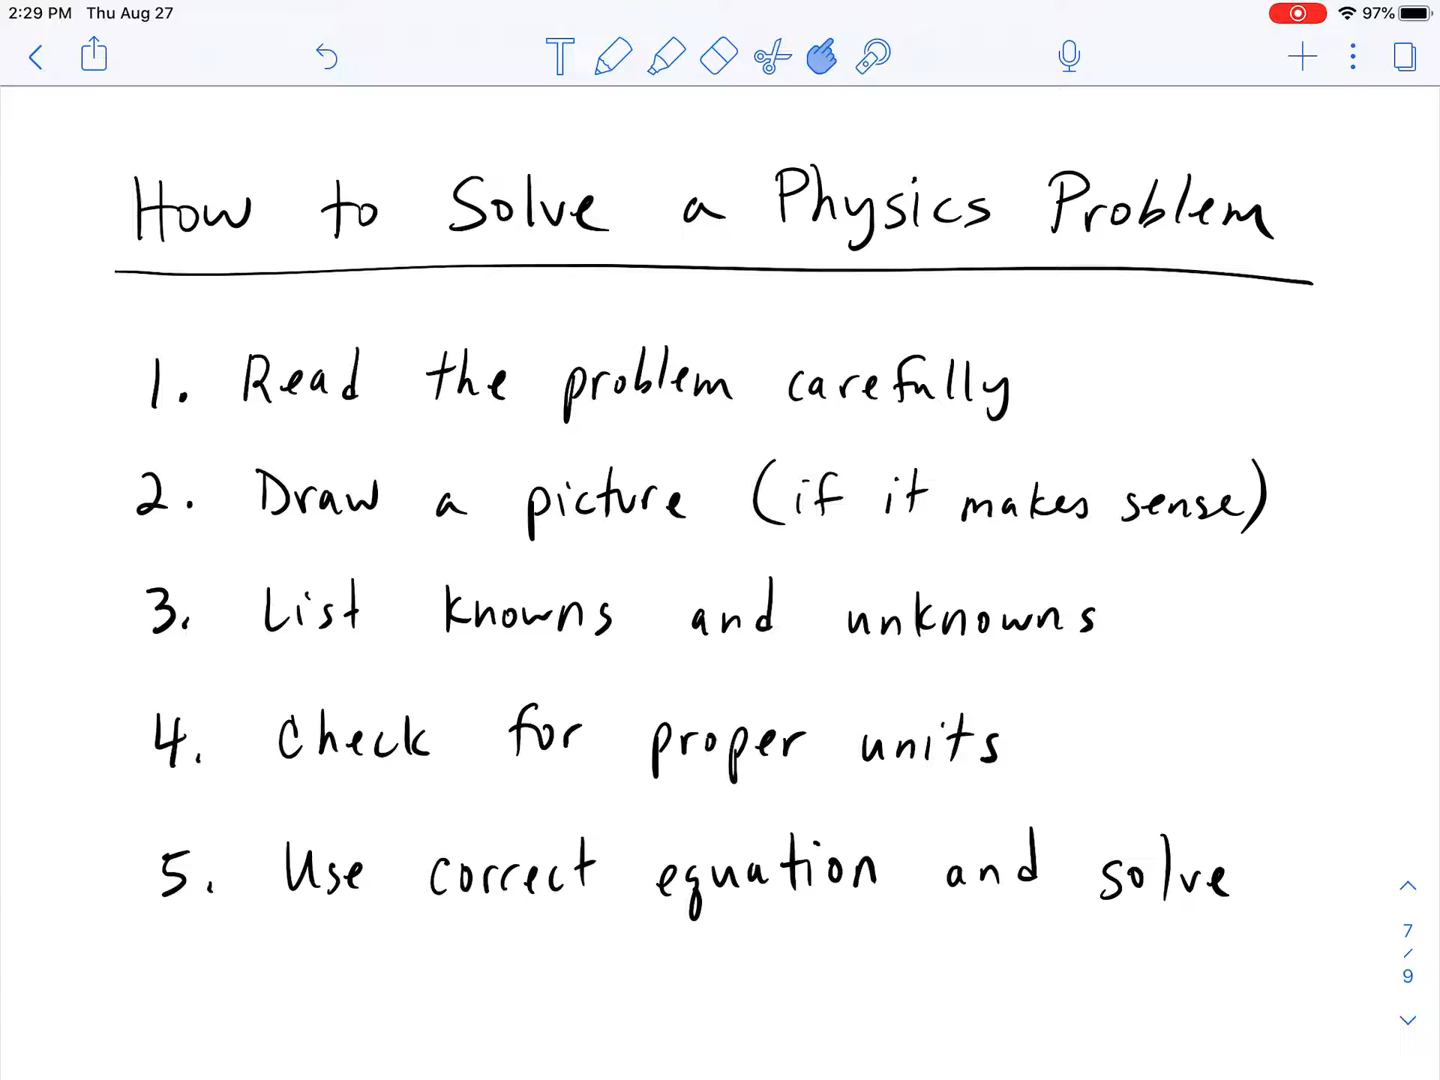 2:29 PM Thu Aug 27 97%
T
How to Solve a Physics Problem
1. Read the problem carefully
2. Draw a picture (if it makes sense)
3. List knowns and unknowns
4. Check for proper units
5. Use correct equation and solve
7
/
9